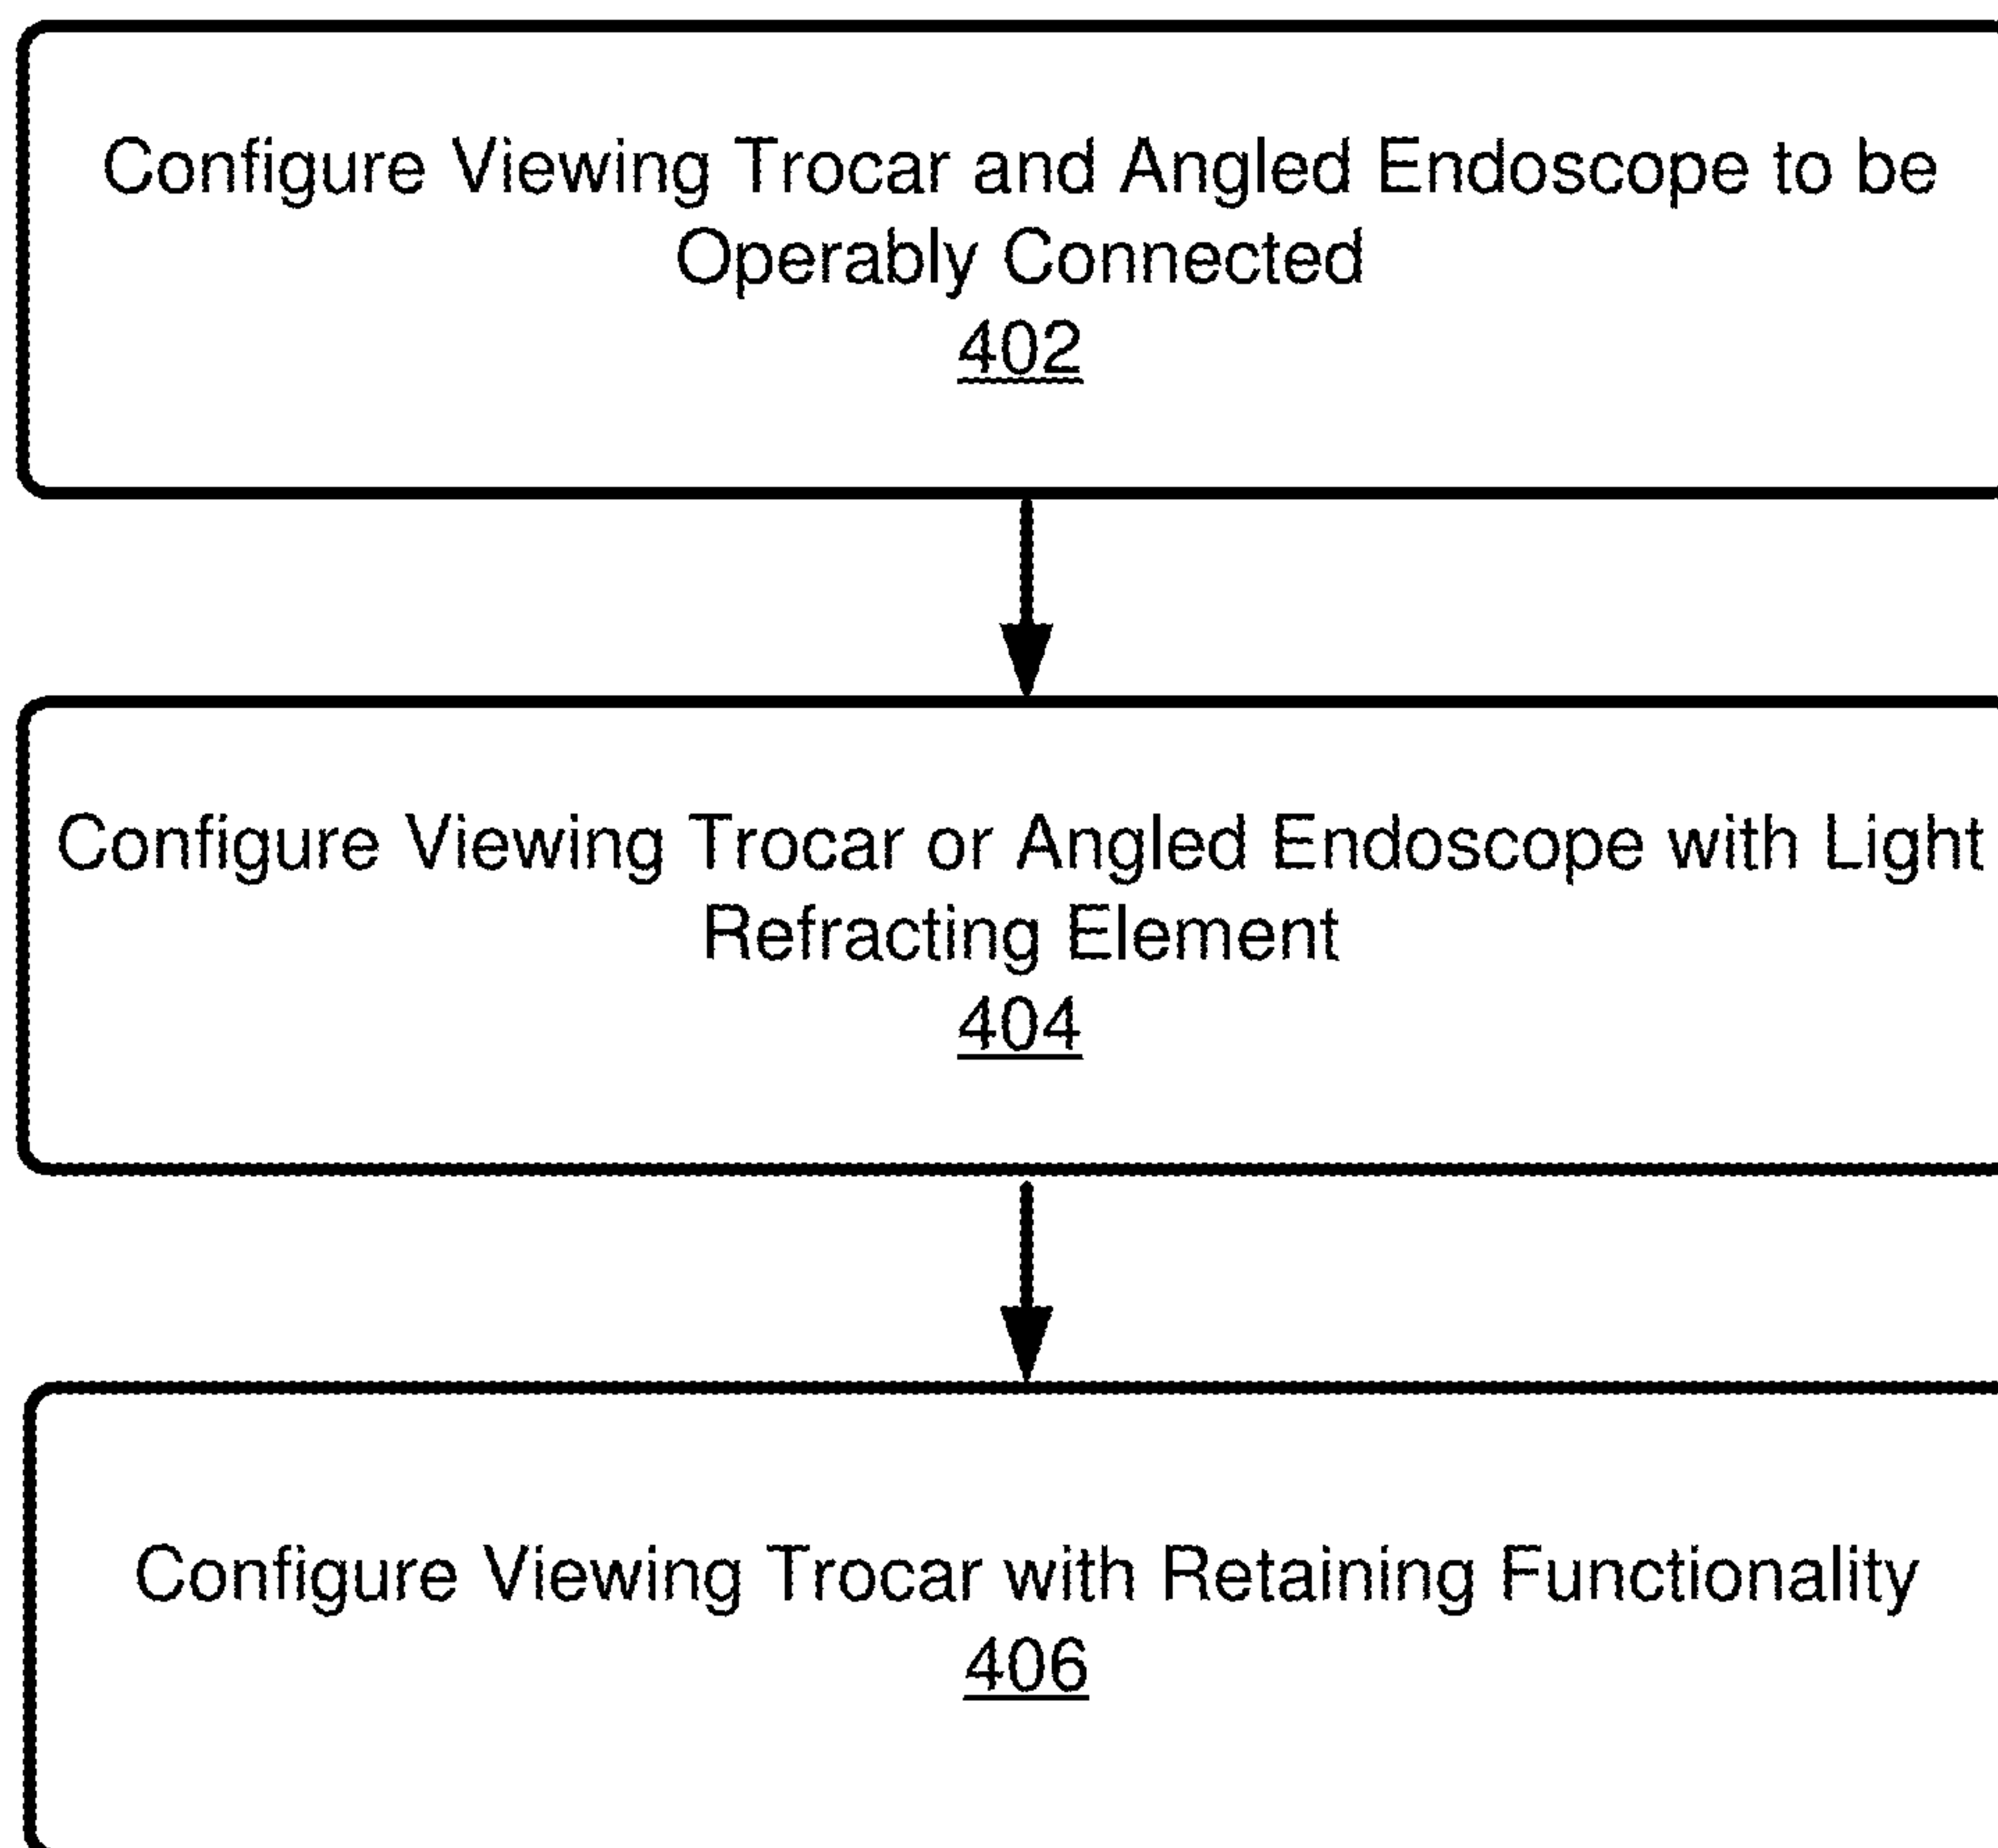 Configure Viewing Trocar and Angled Endoscope to be
Operably Connected
402
Configure Viewing Trocar or Angled Endoscope with Light
Refracting Element
404
Configure Viewing Trocar with Retaining Functionality
406